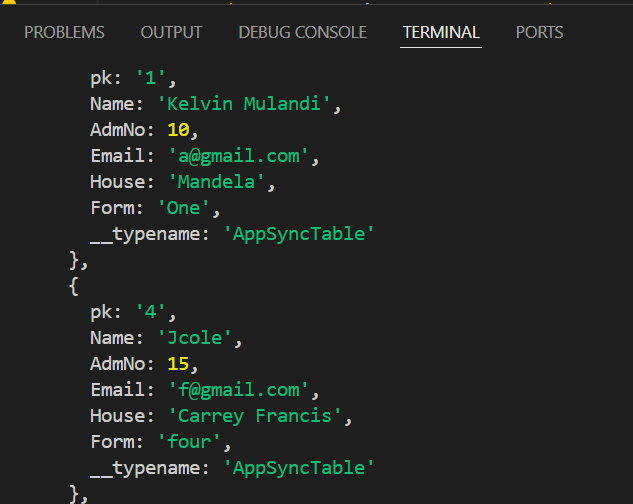 PROBLEMS OUTPUT DEBUG CONSOLE TERMINAL PORTS
pk: '1',
Name: 'Kelvin Mulandi',
AdmNo: 10,
Email: 'a@gmail.com',
House: 'Mandela',
Form: 'One',
__typename: 'AppSyncTable'
},
{
pk: '4',
Name: 'Jcole',
AdmNo: 15,
Email: 'f@gmail.com',
House: 'Carrey Francis',
Form: 'four',
__typename: 'AppSyncTable'
},